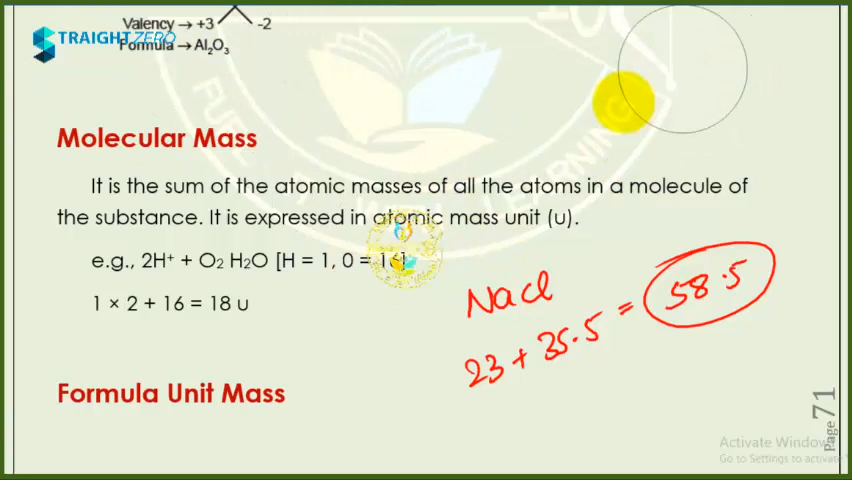 Valency → +3 -2
STRAIGHTZERO
Formula → Al₂O₃
Molecular Mass
It is the sum of the atomic masses of all the atoms in a molecule of
the substance. It is expressed in atomic mass unit (u).
e.g., 2H⁺ + O₂ H₂O [H = 1, 0 = 16]
1 × 2 + 16 = 18 u
NaCl
23 + 35.5 = 58.5
Formula Unit Mass
Page 71
Activate Windows
Go to Settings to activate